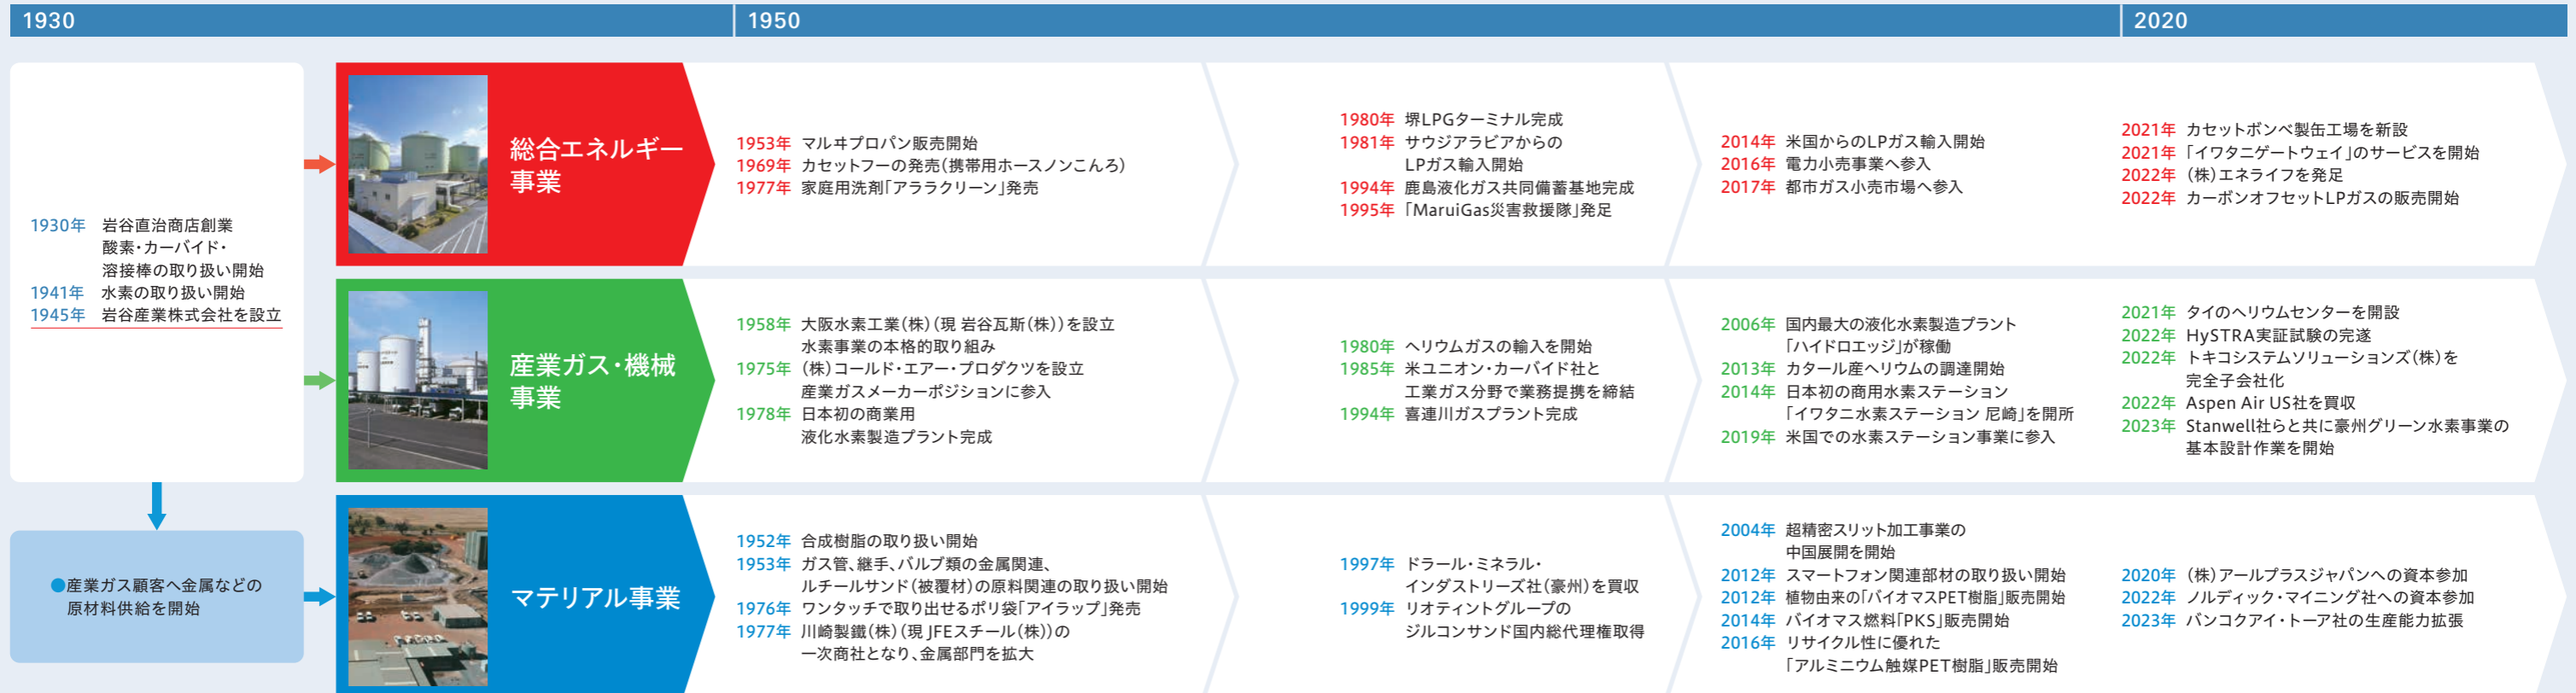 1930
1950
2020
1930年 岩谷直治商店創業
酸素・カーバイド・
溶接棒の取り扱い開始
1941年 水素の取り扱い開始
1945年 岩谷産業株式会社を設立
●産業ガス顧客へ金属などの
原材料供給を開始
総合エネルギー
事業
1953年 マルヰプロパン販売開始
1969年 カセットフーの発売（携帯用ホースノンこんろ）
1977年 家庭用洗剤「アララクリーン」発売
1980年 堺LPGターミナル完成
1981年 サウジアラビアからの
LPガス輸入開始
1994年 鹿島液化ガス共同備蓄基地完成
1995年 「MaruiGas災害救援隊」発足
2014年 米国からのLPガス輸入開始
2016年 電力小売事業へ参入
2017年 都市ガス小売市場へ参入
2021年 カセットボンベ製缶工場を新設
2021年 「イワタニゲートウェイ」のサービスを開始
2022年 （株）エネライフを発足
2022年 カーボンオフセットLPガスの販売開始
産業ガス・機械
事業
1958年 大阪水素工業（株）（現 岩谷瓦斯（株））を設立
水素事業の本格的取り組み
1975年 （株）コールド・エアー・プロダクツを設立
産業ガスメーカーポジションに参入
1978年 日本初の商業用
液化水素製造プラント完成
1980年 ヘリウムガスの輸入を開始
1985年 米ユニオン・カーバイド社と
工業ガス分野で業務提携を締結
1994年 喜連川ガスプラント完成
2006年 国内最大の液化水素製造プラント
「ハイドロエッジ」が稼働
2013年 カタール産ヘリウムの調達開始
2014年 日本初の商用水素ステーション
「イワタニ水素ステーション 尼崎」を開所
2019年 米国での水素ステーション事業に参入
2021年 タイのヘリウムセンターを開設
2022年 HySTRA実証試験の完遂
2022年 トキコシステムソリューションズ（株）を
完全子会社化
2022年 Aspen Air US社を買収
2023年 Stanwell社らと共に豪州グリーン水素事業の
基本設計作業を開始
マテリアル事業
1952年 合成樹脂の取り扱い開始
1953年 ガス管、継手、バルブ類の金属関連、
ルチールサンド（被覆材）の原料関連の取り扱い開始
1976年 ワンタッチで取り出せるポリ袋「アイラップ」発売
1977年 川崎製鐵（株）（現 JFEスチール（株））の
一次商社となり、金属部門を拡大
1997年 ドラール・ミネラル・
インダストリーズ社（豪州）を買収
1999年 リオティントグループの
ジルコンサンド国内総代理権取得
2004年 超精密スリット加工事業の
中国展開を開始
2012年 スマートフォン関連部材の取り扱い開始
2012年 植物由来の「バイオマスPET樹脂」販売開始
2014年 バイオマス燃料「PKS」販売開始
2016年 リサイクル性に優れた
「アルミニウム触媒PET樹脂」販売開始
2020年 （株）アールプラスジャパンへの資本参加
2022年 ノルディック・マイニング社への資本参加
2023年 バンコクアイ・トーア社の生産能力拡張